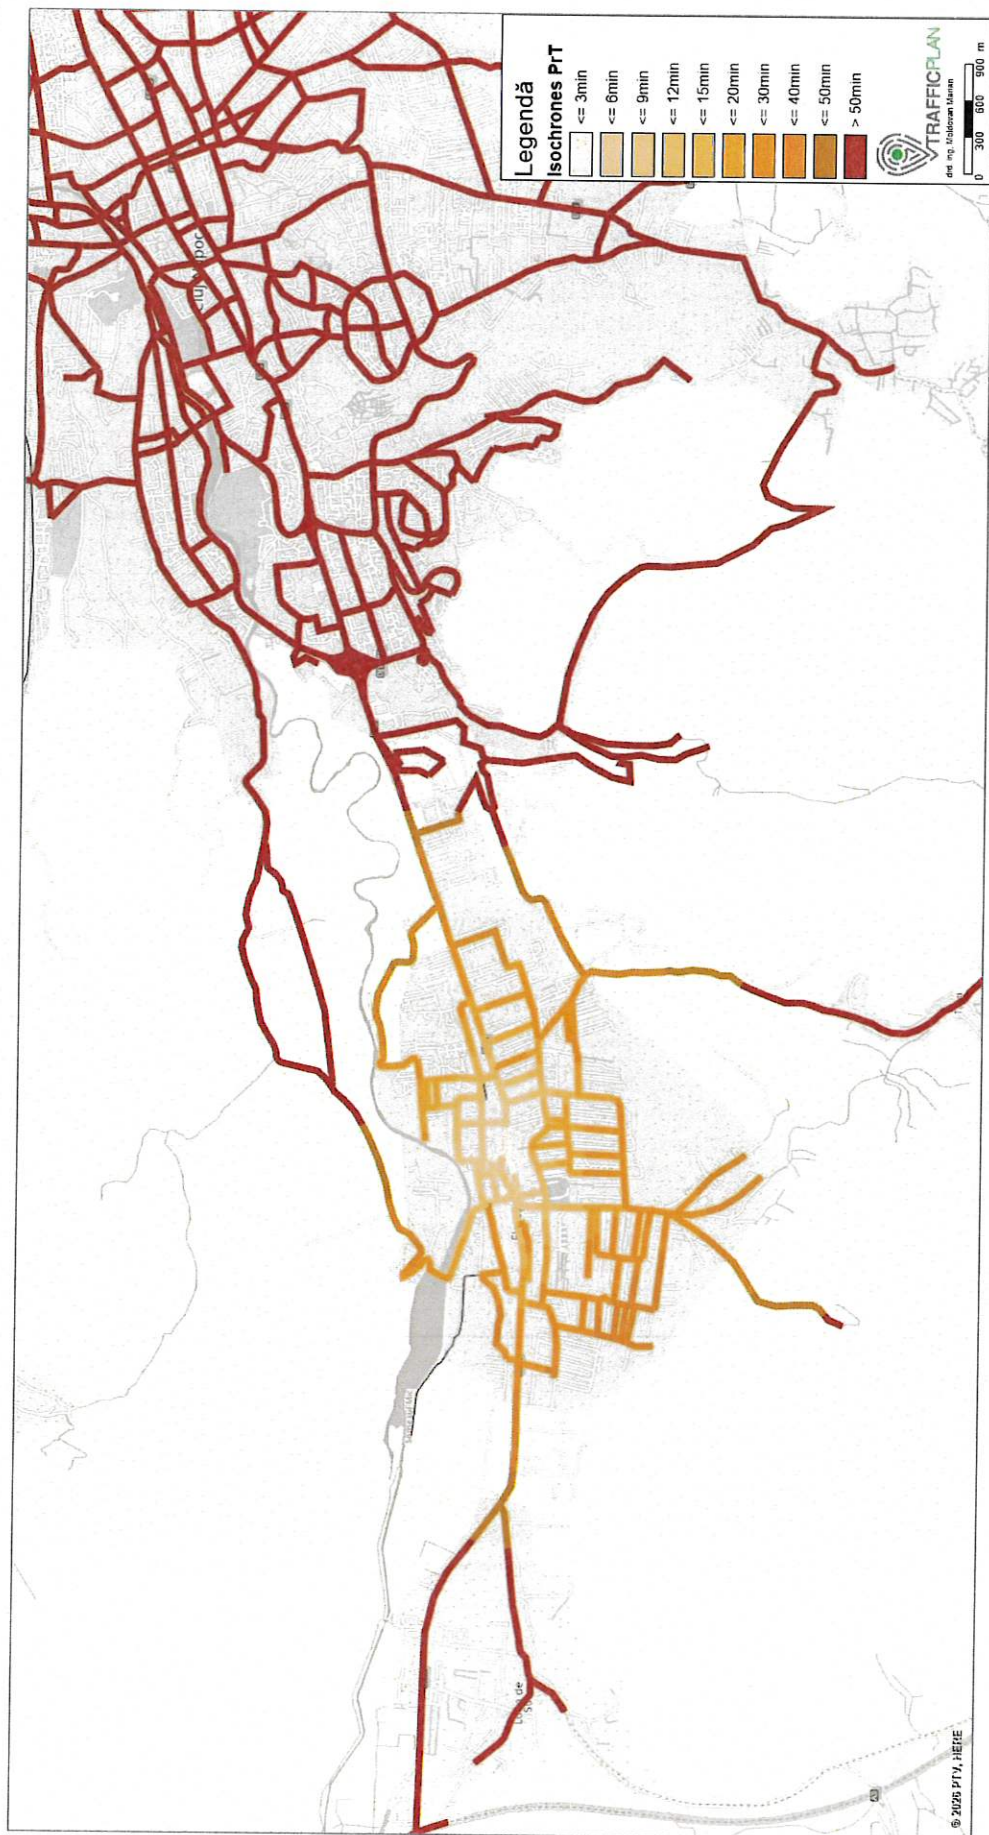 Legendă
Isochrones PrT
<= 3min
<= 6min
<= 9min
<= 12min
<= 15min
<= 20min
<= 30min
<= 40min
<= 50min
> 50min
TRAFFICPLAN
drd. ing. Moldovan Marian
0 300 600 900 m
© 2026 PTV, HERE